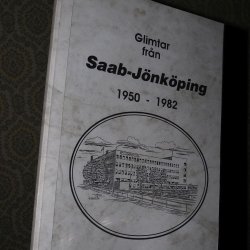 Glimtar
från
Saab-Jönköping
1950 - 1982